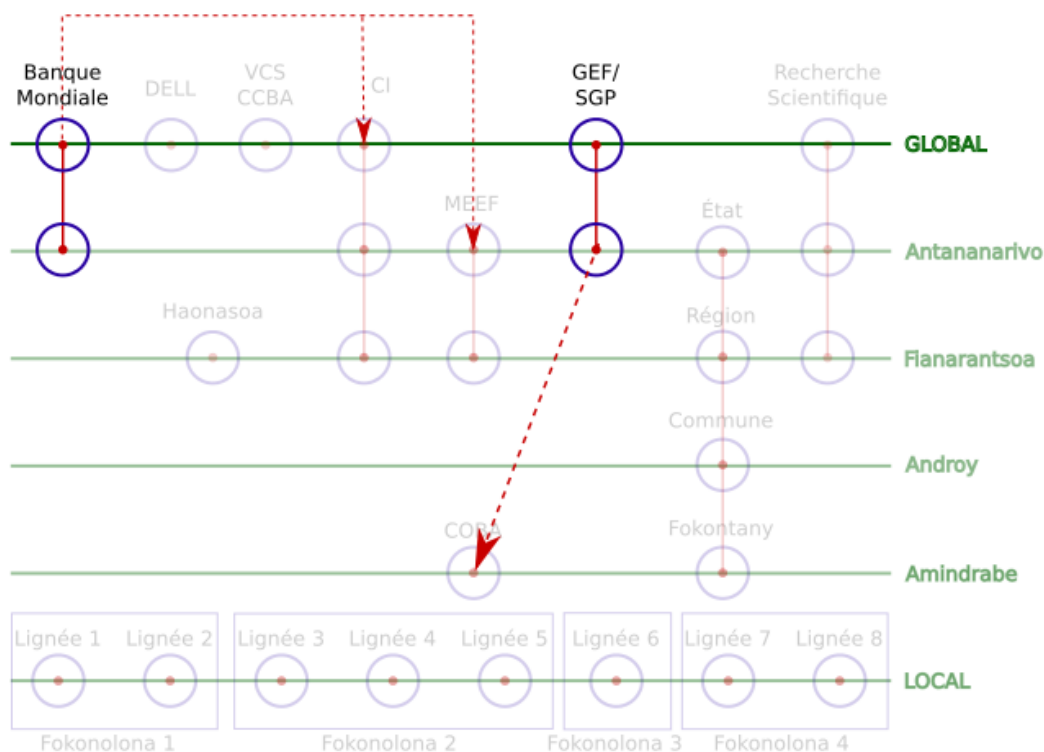 Banque
Mondiale
DELL
VCS
CCBA
CI
GEF/
SGP
Recherche
Scientifique
GLOBAL
MEEF
État
Antananarivo
Haonasoa
Région
Fianarantsoa
Commune
Androy
COBA
Fokontany
Amindrabe
Lignée 1
Lignée 2
Lignée 3
Lignée 4
Lignée 5
Lignée 6
Lignée 7
Lignée 8
LOCAL
Fokonolona 1
Fokonolona 2
Fokonolona 3
Fokonolona 4